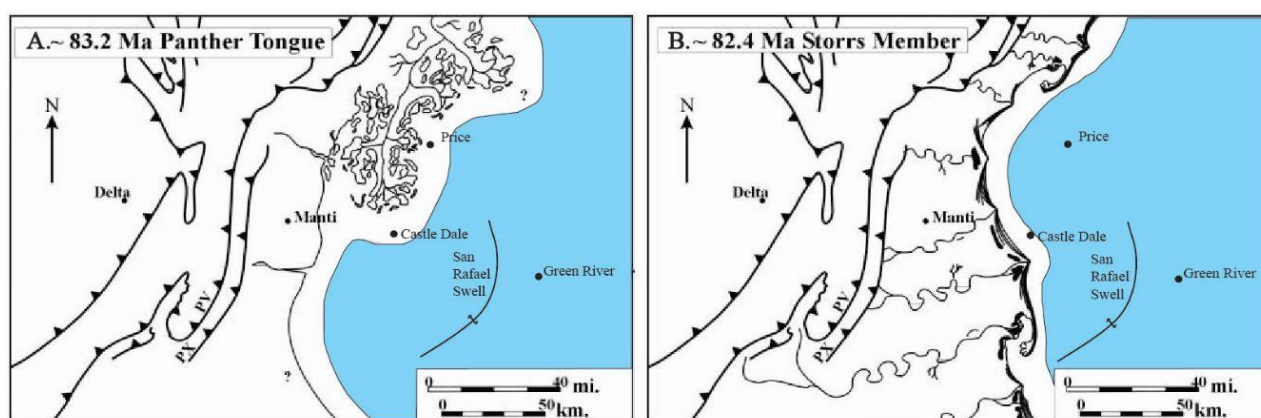 A.~ 83.2 Ma Panther Tongue
N
?
Price
Delta
Manti
Castle Dale
San
Rafael
Swell
Green River
PV
PX
?
0 40 mi.
0 50 km.
B.~ 82.4 Ma Storrs Member
N
Price
Delta
Manti
Castle Dale
San
Rafael
Swell
Green River
PV
PX
0 40 mi.
0 50 km.